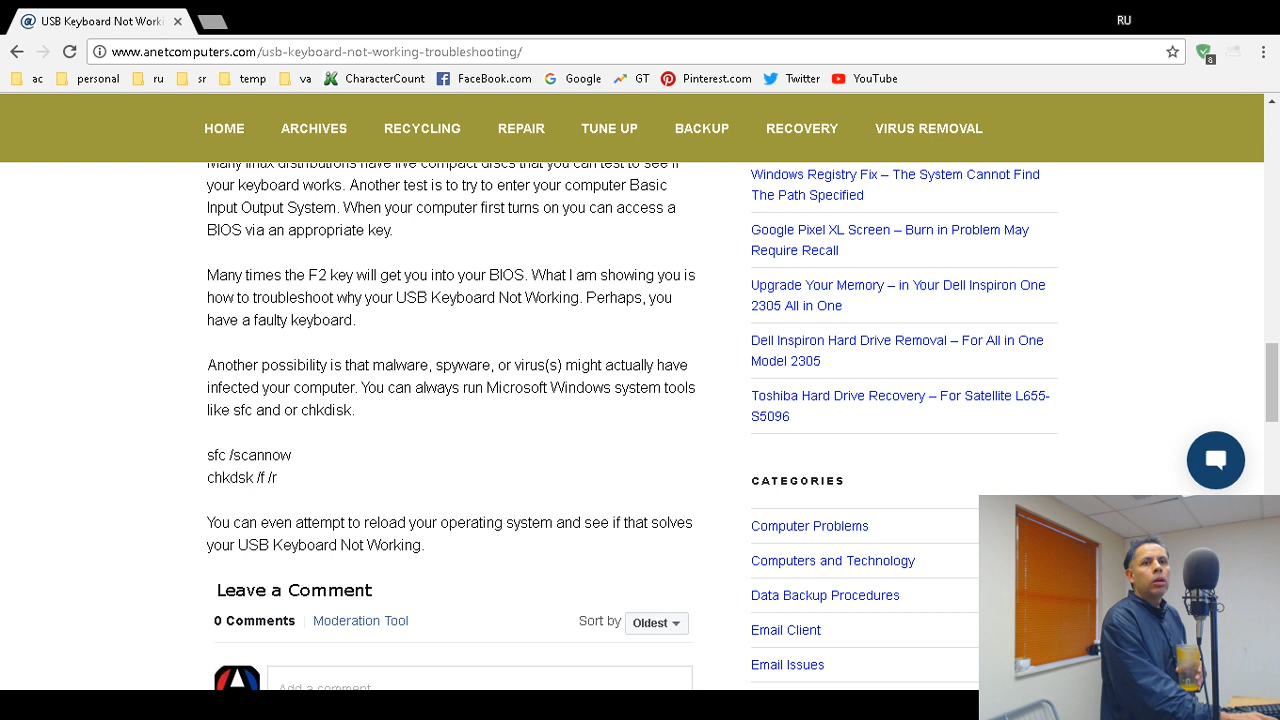 USB Keyboard Not Worki
RU
www.anetcomputers.com/usb-keyboard-not-working-troubleshooting/
8
ac personal ru sr temp va CharacterCount FaceBook.com Google GT Pinterest.com Twitter YouTube
HOME ARCHIVES RECYCLING REPAIR TUNE UP BACKUP RECOVERY VIRUS REMOVAL
Many linux distributions have live compact discs that you can test to see if
your keyboard works. Another test is to try to enter your computer Basic
Input Output System. When your computer first turns on you can access a
BIOS via an appropriate key.
Many times the F2 key will get you into your BIOS. What I am showing you is
how to troubleshoot why your USB Keyboard Not Working. Perhaps, you
have a faulty keyboard.
Another possibility is that malware, spyware, or virus(s) might actually have
infected your computer. You can always run Microsoft Windows system tools
like sfc and or chkdisk.
sfc /scannow
chkdsk /f /r
You can even attempt to reload your operating system and see if that solves
your USB Keyboard Not Working.
Leave a Comment
0 Comments Moderation Tool
Sort by Oldest
Add a comment
Windows Registry Fix – The System Cannot Find
The Path Specified
Google Pixel XL Screen – Burn in Problem May
Require Recall
Upgrade Your Memory – in Your Dell Inspiron One
2305 All in One
Dell Inspiron Hard Drive Removal – For All in One
Model 2305
Toshiba Hard Drive Recovery – For Satellite L655-
S5096
CATEGORIES
Computer Problems
Computers and Technology
Data Backup Procedures
Email Client
Email Issues